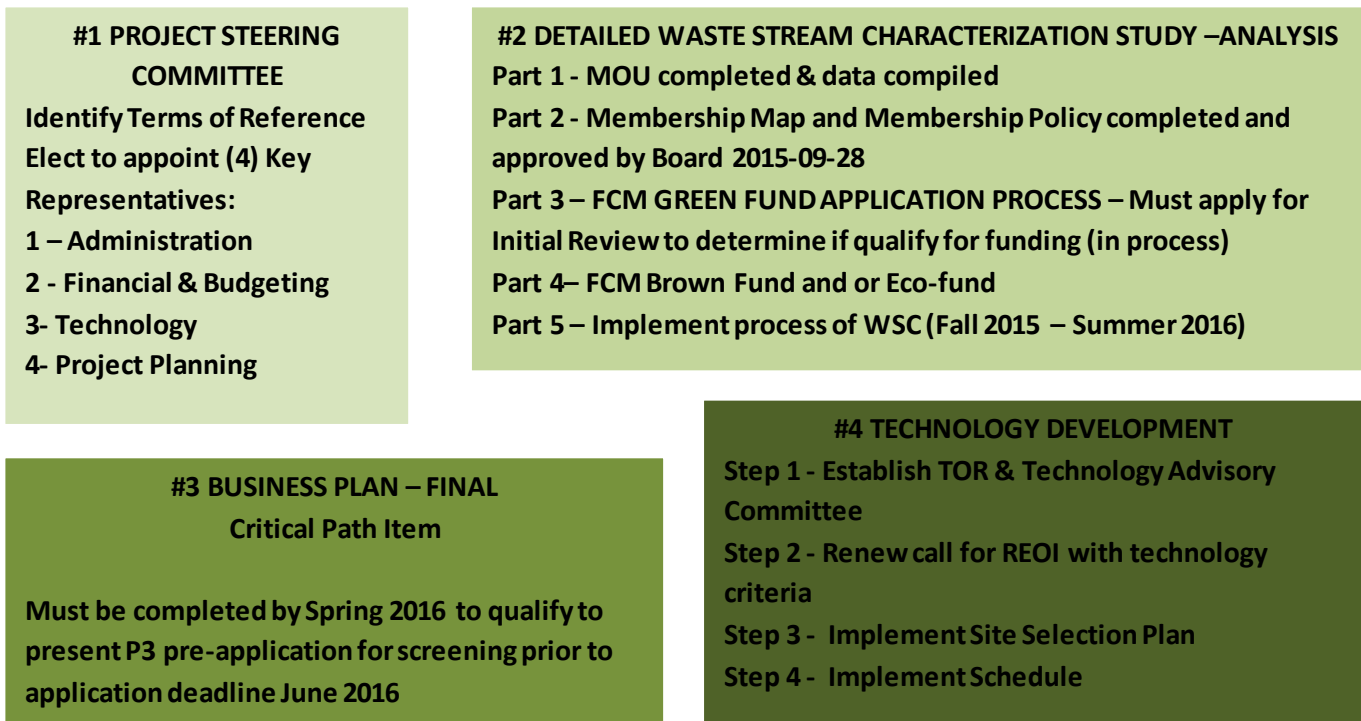 #1 PROJECT STEERING
COMMITTEE
Identify Terms of Reference
Elect to appoint (4) Key
Representatives:
1 – Administration
2 - Financial & Budgeting
3- Technology
4- Project Planning
#2 DETAILED WASTE STREAM CHARACTERIZATION STUDY –ANALYSIS
Part 1 - MOU completed & data compiled
Part 2 - Membership Map and Membership Policy completed and
approved by Board 2015-09-28
Part 3 – FCM GREEN FUND APPLICATION PROCESS – Must apply for
Initial Review to determine if qualify for funding (in process)
Part 4– FCM Brown Fund and or Eco-fund
Part 5 – Implement process of WSC (Fall 2015 – Summer 2016)
#3 BUSINESS PLAN – FINAL
Critical Path Item
Must be completed by Spring 2016 to qualify to
present P3 pre-application for screening prior to
application deadline June 2016
#4 TECHNOLOGY DEVELOPMENT
Step 1 - Establish TOR & Technology Advisory
Committee
Step 2 - Renew call for REOI with technology
criteria
Step 3 - Implement Site Selection Plan
Step 4 - Implement Schedule